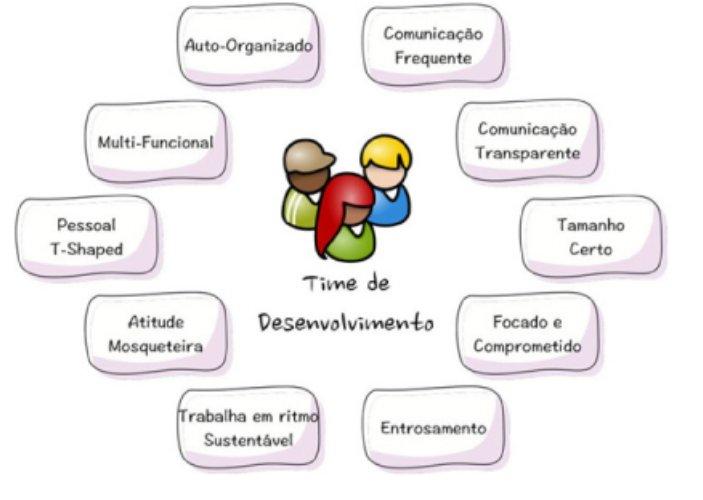 Auto-Organizado
Comunicação
Frequente
Multi-Funcional
Comunicação
Transparente
Pessoal
T-Shaped
Tamanho
Certo
Time de
Desenvolvimento
Atitude
Mosqueteira
Focado e
Comprometido
Trabalha em ritmo
Sustentável
Entrosamento